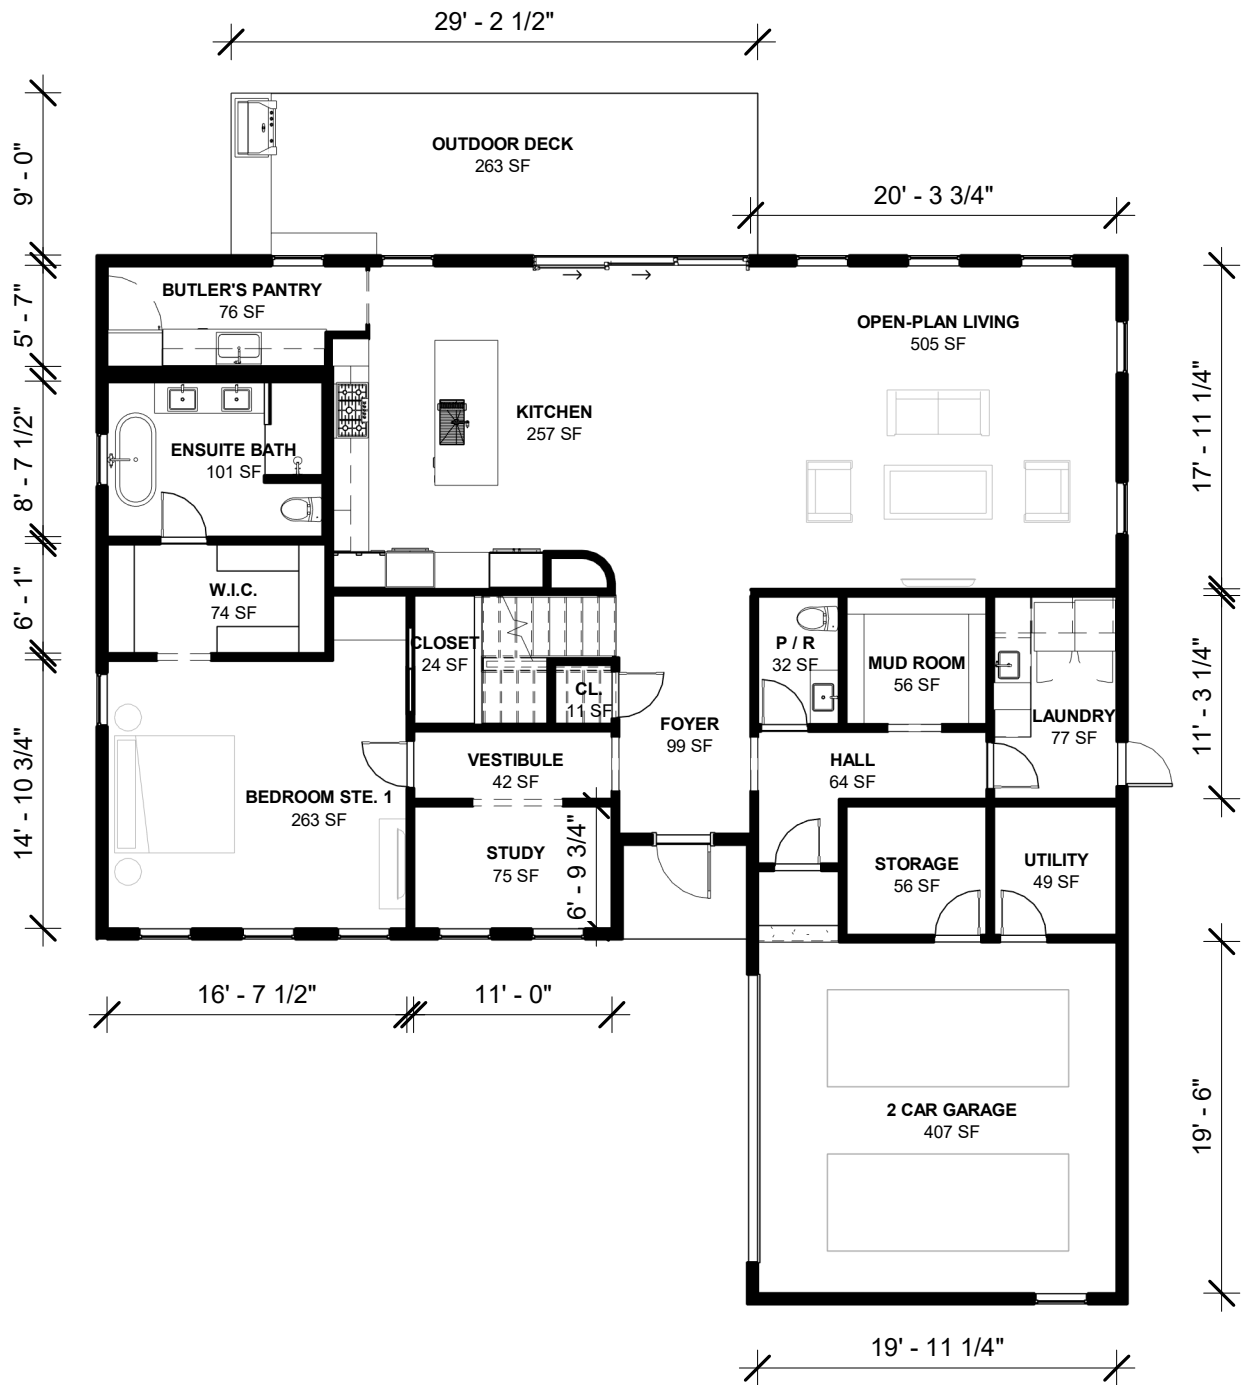 29' - 2 1/2"
OUTDOOR DECK
263 SF
9' - 0"
20' - 3 3/4"
BUTLER'S PANTRY
76 SF
5' - 7"
OPEN-PLAN LIVING
505 SF
KITCHEN
257 SF
17' - 11 1/4"
ENSUITE BATH
101 SF
8' - 7 1/2"
W.I.C.
74 SF
6' - 1"
CLOSET
24 SF
CL.
11 SF
P / R
32 SF
MUD ROOM
56 SF
LAUNDRY
77 SF
11' - 3 1/4"
FOYER
99 SF
VESTIBULE
42 SF
HALL
64 SF
BEDROOM STE. 1
263 SF
14' - 10 3/4"
STUDY
75 SF
6' - 9 3/4"
STORAGE
56 SF
UTILITY
49 SF
16' - 7 1/2"
11' - 0"
2 CAR GARAGE
407 SF
19' - 6"
19' - 11 1/4"